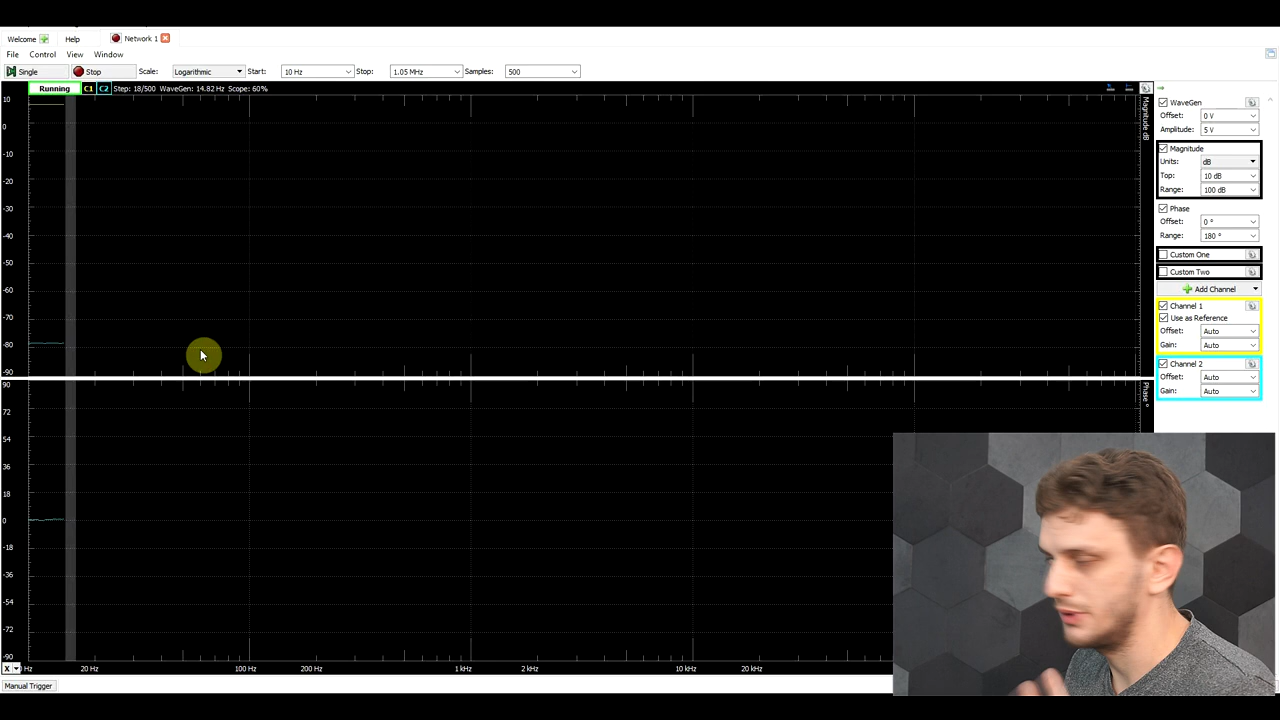 Welcome
Help
Network 1
File
Control
View
Window
Single
Stop
Scale:
Logarithmic
Start:
10 Hz
Stop:
1.05 MHz
Samples:
500
Running
C1
C2
Step: 18/500 WaveGen: 14.82 Hz Scope: 60%
10
0
-10
-20
-30
-40
-50
-60
-70
-80
-90
Magnitude dB
90
72
54
36
18
0
-18
-36
-54
-72
-90
Phase °
X
Hz
20 Hz
100 Hz
200 Hz
1 kHz
2 kHz
10 kHz
20 kHz
Manual Trigger
WaveGen
Offset:
0 V
Amplitude:
5 V
Magnitude
Units:
dB
Top:
10 dB
Range:
100 dB
Phase
Offset:
0 °
Range:
180 °
Custom One
Custom Two
Add Channel
Channel 1
Use as Reference
Offset:
Auto
Gain:
Auto
Channel 2
Offset:
Auto
Gain:
Auto